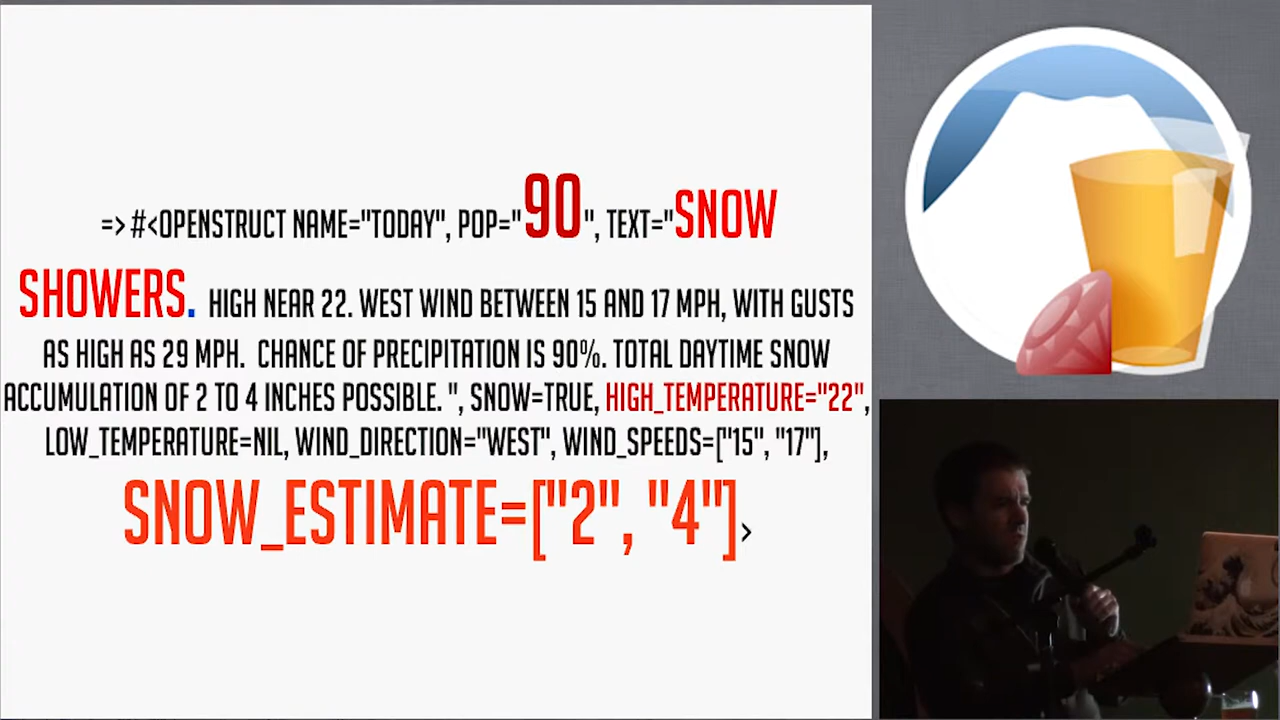 => #<OPENSTRUCT NAME="TODAY", POP="90", TEXT="SNOW
SHOWERS. HIGH NEAR 22. WEST WIND BETWEEN 15 AND 17 MPH, WITH GUSTS
AS HIGH AS 29 MPH. CHANCE OF PRECIPITATION IS 90%. TOTAL DAYTIME SNOW
ACCUMULATION OF 2 TO 4 INCHES POSSIBLE. ", SNOW=TRUE, HIGH_TEMPERATURE="22",
LOW_TEMPERATURE=NIL, WIND_DIRECTION="WEST", WIND_SPEEDS=["15", "17"],
SNOW_ESTIMATE=["2", "4"]>